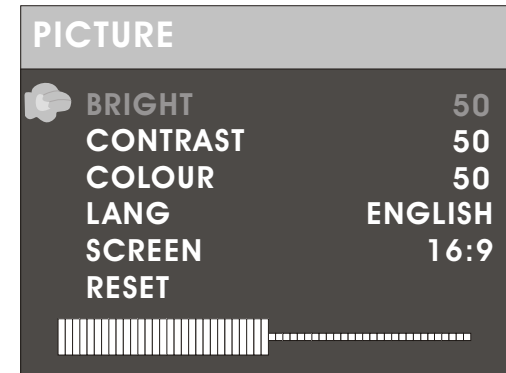 PICTURE
BRIGHT 50
CONTRAST 50
COLOUR 50
LANG ENGLISH
SCREEN 16:9
RESET